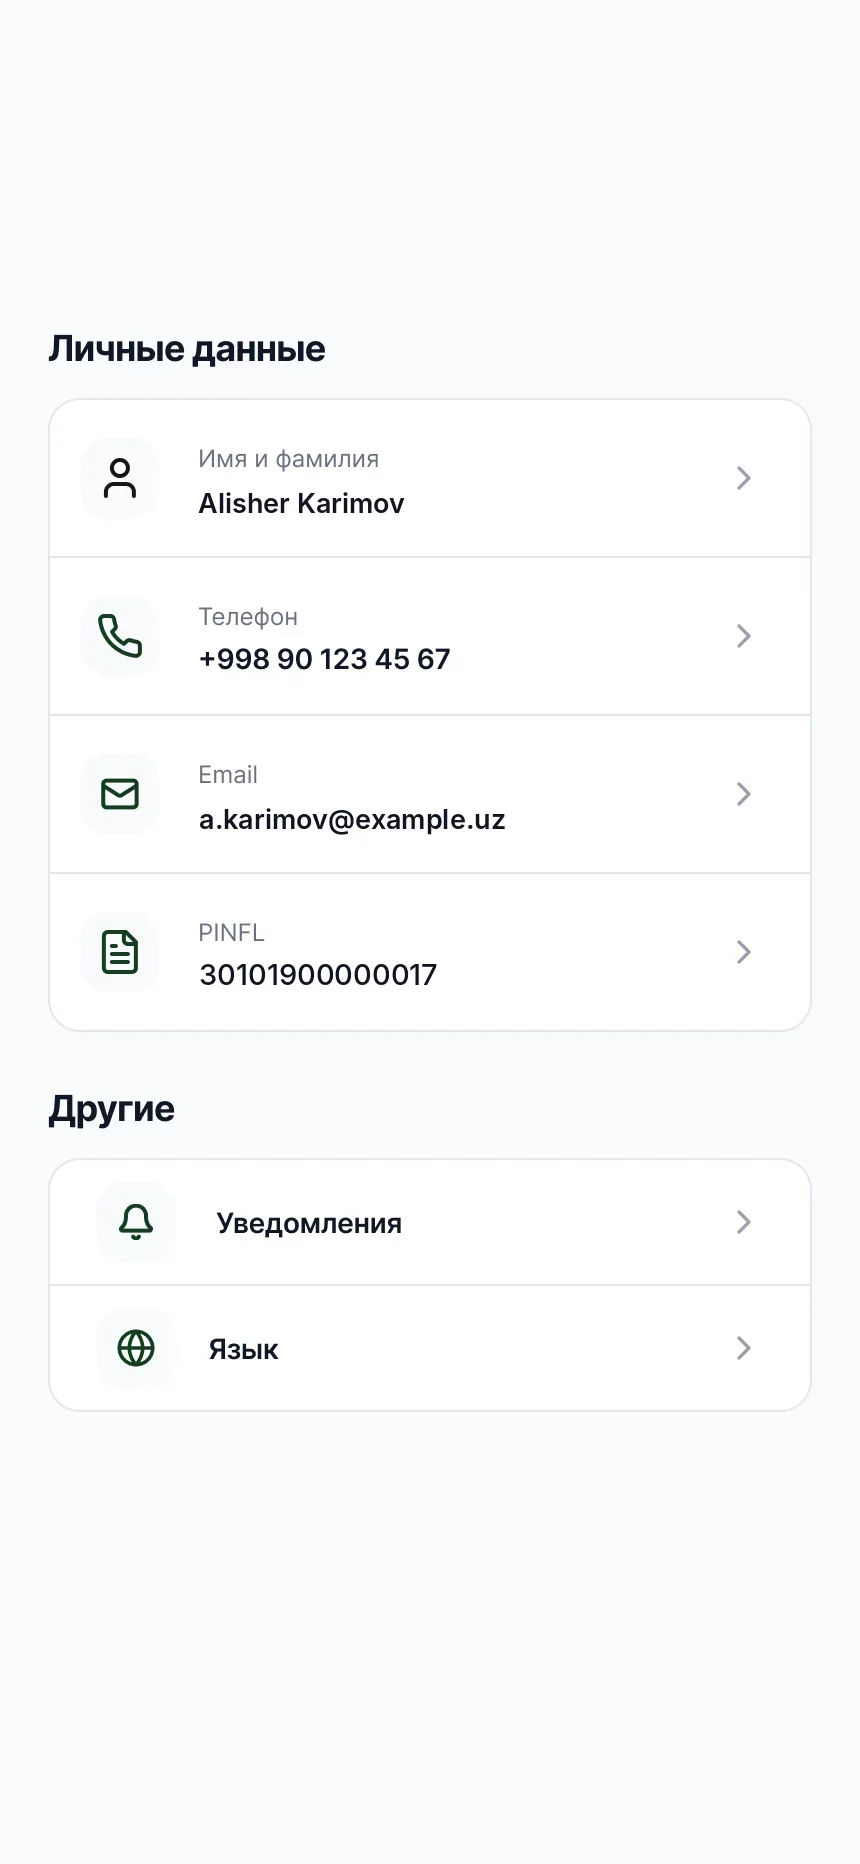 Личные данные
Имя и фамилия
Alisher Karimov
Телефон
+998 90 123 45 67
Email
a.karimov@example.uz
PINFL
30101900000017
Другие
Уведомления
Язык